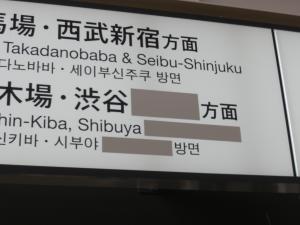 馬場・西武新宿方面
Takadanobaba & Seibu-Shinjuku
다노바바・세이부신주쿠 방면
木場・渋谷 方面
hin-Kiba, Shibuya
신키바・시부야 방면